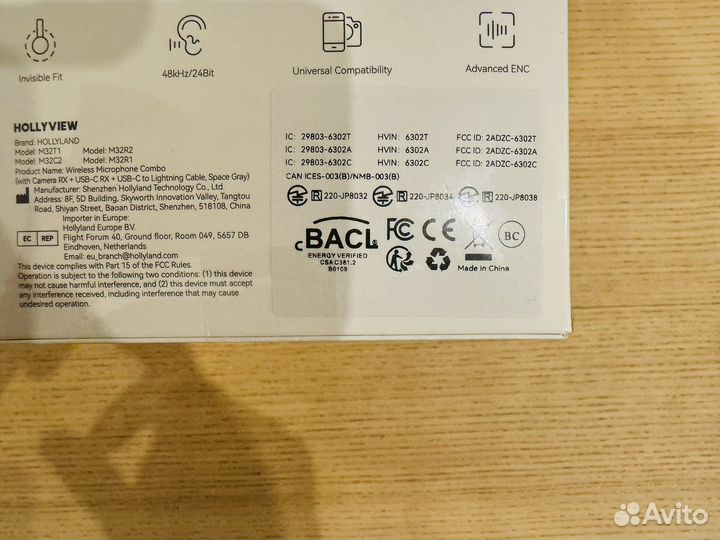 Invisible Fit
48kHz/24Bit
Universal Compatibility
Advanced ENC
HOLLYVIEW
Brand: HOLLYLAND
Model: M32T1 Model: M32R2
Model: M32C2 Model: M32R1
Product Name: Wireless Microphone Combo
(with Camera RX + USB-C RX + USB-C to Lightning Cable, Space Gray)
Manufacturer: Shenzhen Hollyland Technology Co., Ltd.
Address: 8F, 5D Building, Skyworth Innovation Valley, Tangtou
Road, Shiyan Street, Baoan District, Shenzhen, 518108, China
Importer in Europe:
Hollyland Europe B.V.
EC REP
Flight Forum 40, Ground floor, Room 049, 5657 DB
Eindhoven, Netherlands
Email: eu_branch@hollyland.com
This device complies with Part 15 of the FCC Rules.
Operation is subject to the following two conditions: (1) this device
may not cause harmful interference, and (2) this device must accept
any interference received, including interference that may cause
undesired operation.
IC: 29803-6302T HVIN: 6302T FCC ID: 2ADZC-6302T
IC: 29803-6302A HVIN: 6302A FCC ID: 2ADZC-6302A
IC: 29803-6302C HVIN: 6302C FCC ID: 2ADZC-6302C
CAN ICES-003(B)/NMB-003(B)
R 220-JP8032 R 220-JP8034 R 220-JP8038
cBACL
ENERGY VERIFIED
CSA C381.2
B0109
FC CE
BC
Made in China
Avito